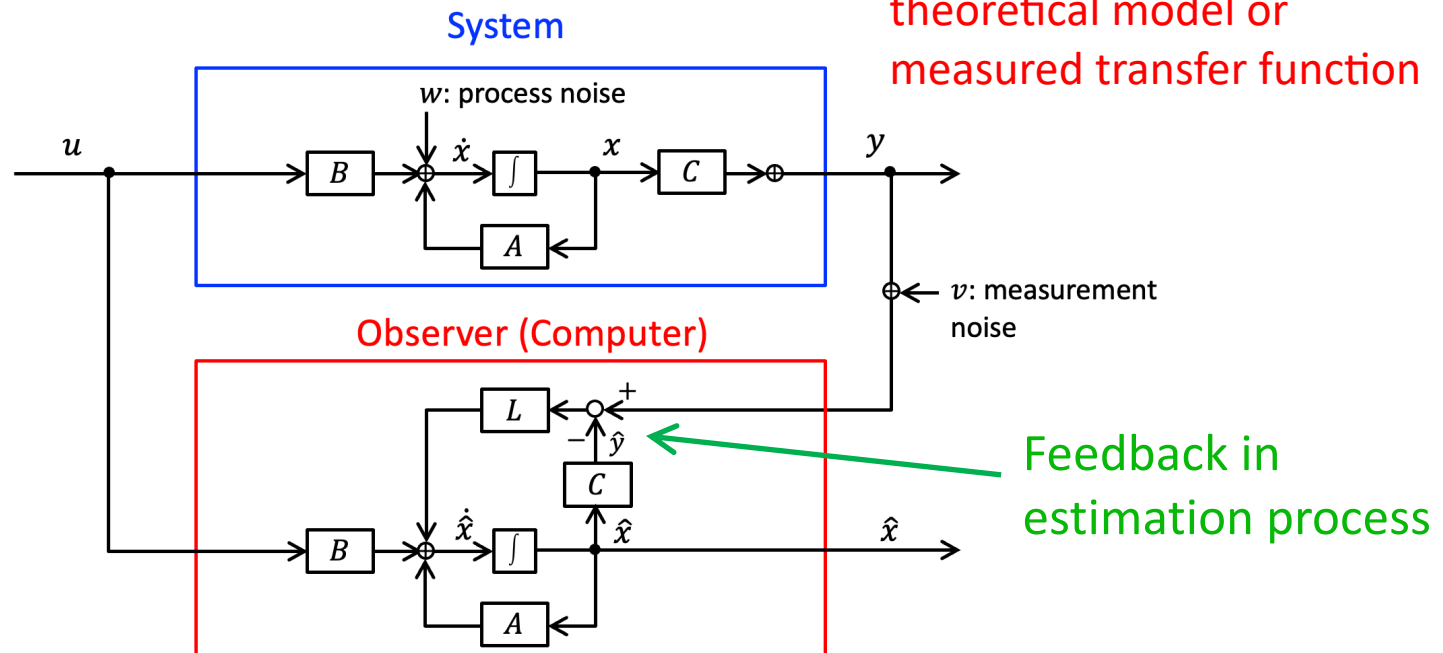 theoretical model or
measured transfer function
System
w: process noise
u
B
ẋ
∫
x
C
y
A
v: measurement
noise
Observer (Computer)
L
+
−
ŷ
C
Feedback in
estimation process
B
x̂̇
∫
x̂
x̂
A